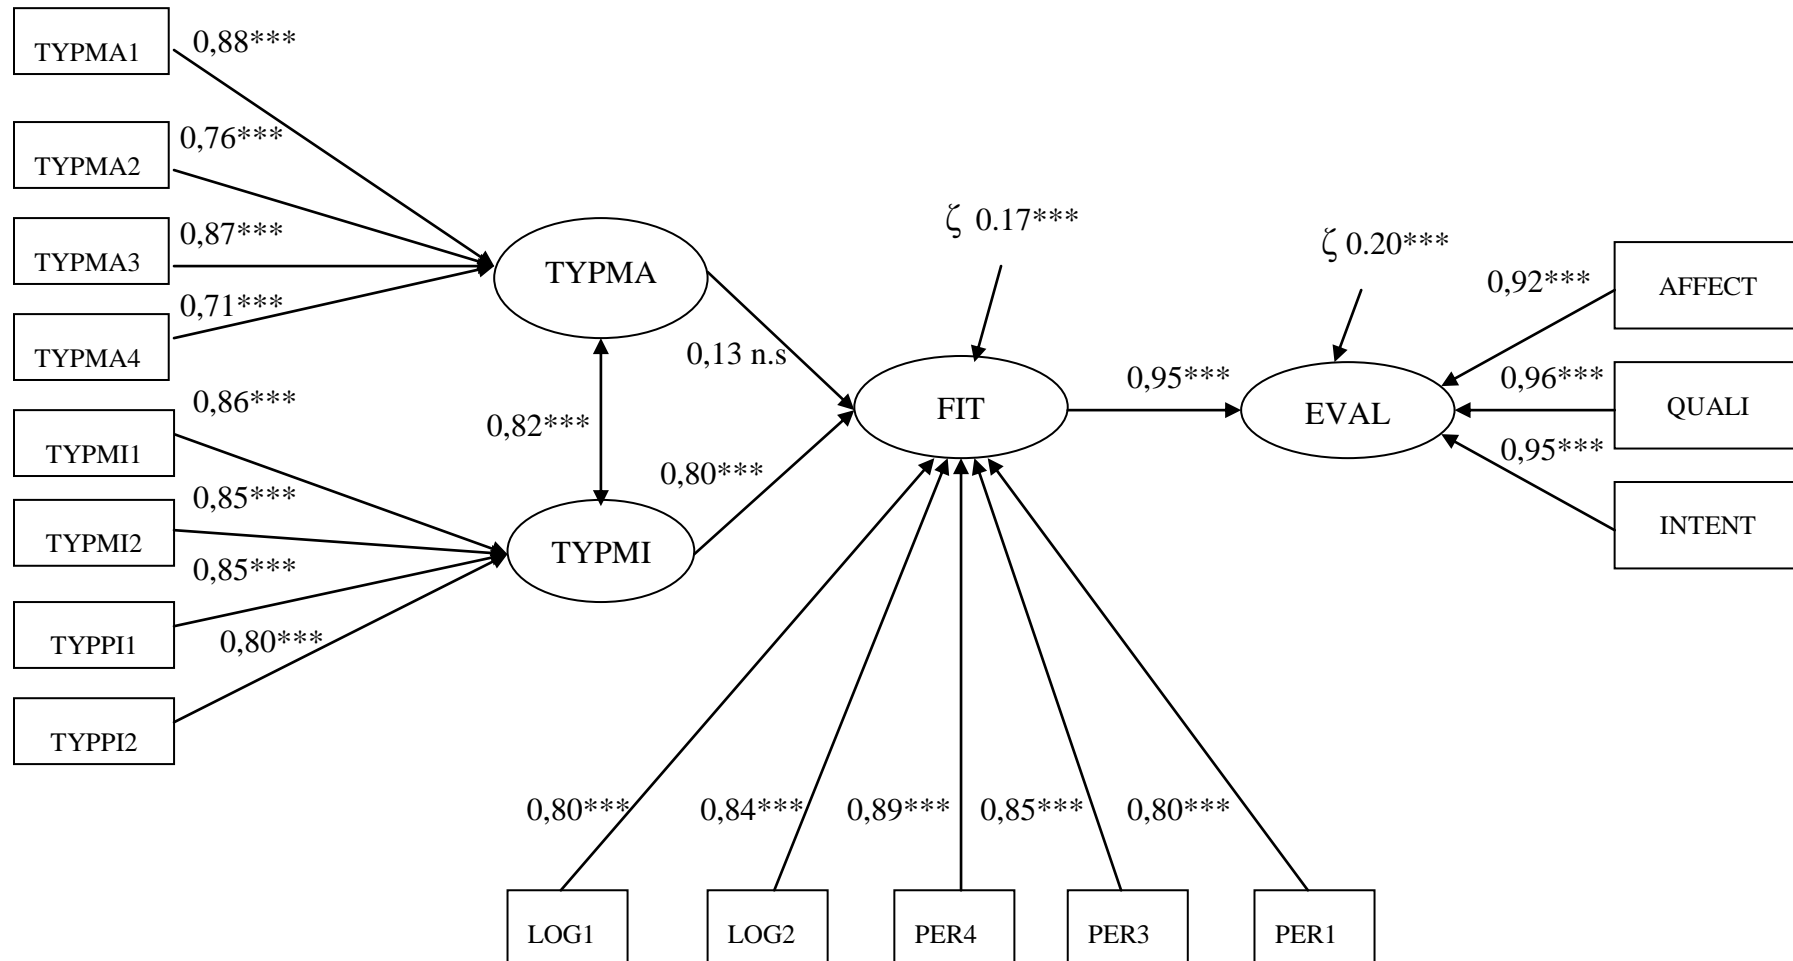 TYPMA1
0,88***
TYPMA2
0,76***
TYPMA3
0,87***
TYPMA4
0,71***
TYPMI1
0,86***
TYPMI2
0,85***
TYPPI1
0,85***
TYPPI2
0,80***
TYPMA
0,82***
TYPMI
0,13 n.s
0,80***
ζ 0.17***
FIT
0,95***
ζ 0.20***
EVAL
0,92***
AFFECT
0,96***
QUALI
0,95***
INTENT
0,80***
0,84***
0,89***
0,85***
0,80***
LOG1
LOG2
PER4
PER3
PER1